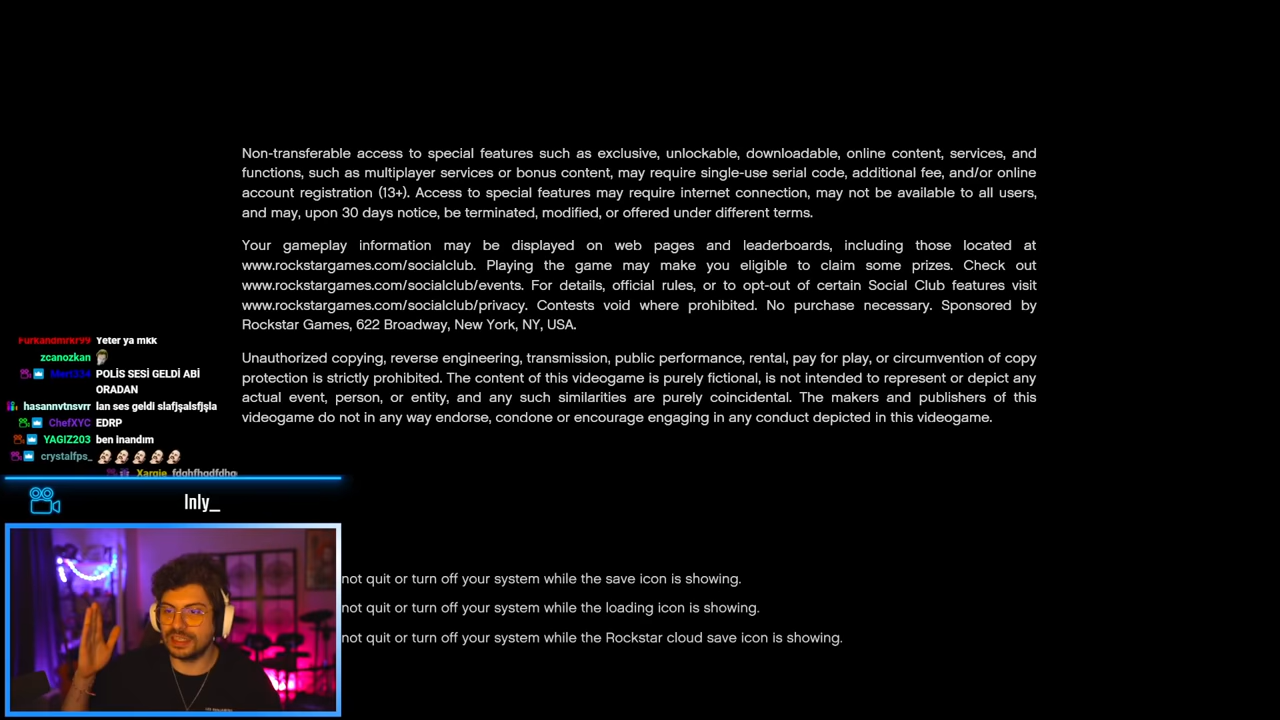 Non-transferable access to special features such as exclusive, unlockable, downloadable, online content, services, and
functions, such as multiplayer services or bonus content, may require single-use serial code, additional fee, and/or online
account registration (13+). Access to special features may require internet connection, may not be available to all users,
and may, upon 30 days notice, be terminated, modified, or offered under different terms.
Your gameplay information may be displayed on web pages and leaderboards, including those located at
www.rockstargames.com/socialclub. Playing the game may make you eligible to claim some prizes. Check out
www.rockstargames.com/socialclub/events. For details, official rules, or to opt-out of certain Social Club features visit
www.rockstargames.com/socialclub/privacy. Contests void where prohibited. No purchase necessary. Sponsored by
Rockstar Games, 622 Broadway, New York, NY, USA.
Unauthorized copying, reverse engineering, transmission, public performance, rental, pay for play, or circumvention of copy
protection is strictly prohibited. The content of this videogame is purely fictional, is not intended to represent or depict any
actual event, person, or entity, and any such similarities are purely coincidental. The makers and publishers of this
videogame do not in any way endorse, condone or encourage engaging in any conduct depicted in this videogame.
Furkandmrkr99 Yeter ya mkk
zcanozkan
Mert334 POLİS SESİ GELDİ ABİ
ORADAN
hasannvtnsvrr lan ses geldi slafjşalsfjşla
ChefXYC EDRP
YAGIZ203 ben inandım
crystalfps_
Xargie fdghfhgdfdhg
lnly_
not quit or turn off your system while the save icon is showing.
not quit or turn off your system while the loading icon is showing.
not quit or turn off your system while the Rockstar cloud save icon is showing.